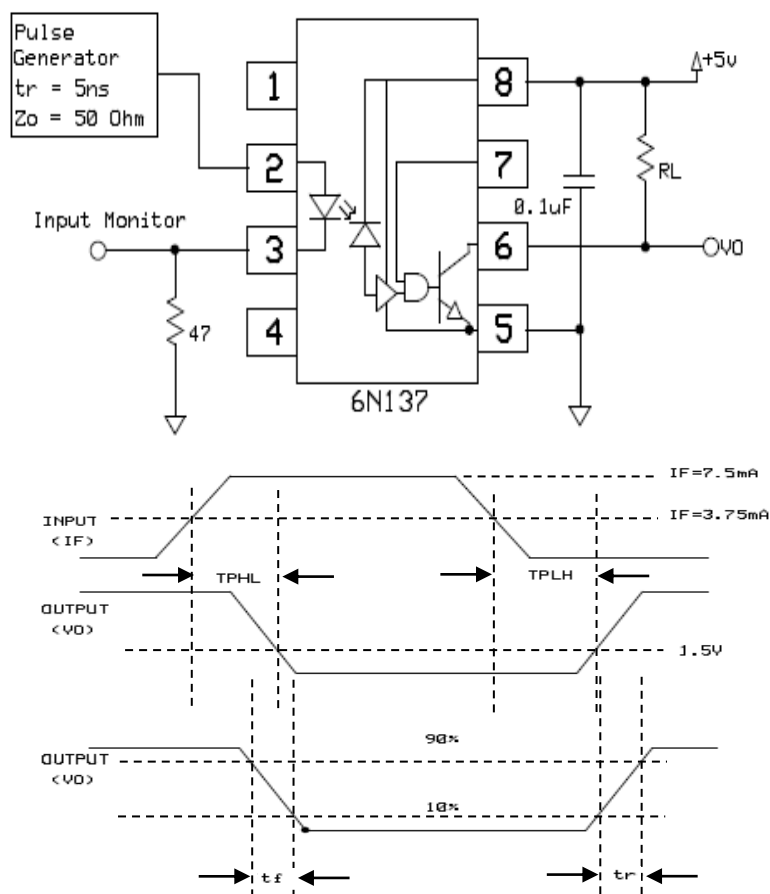 Pulse
Generator
tr = 5ns
Zo = 50 Ohm
1
2
3
4
8
7
6
5
+5v
RL
0.1uF
VO
Input Monitor
47
6N137
IF=7.5mA
IF=3.75mA
INPUT
(IF)
TPHL
TPLH
OUTPUT
(VO)
1.5V
90%
OUTPUT
(VO)
10%
tf
tr